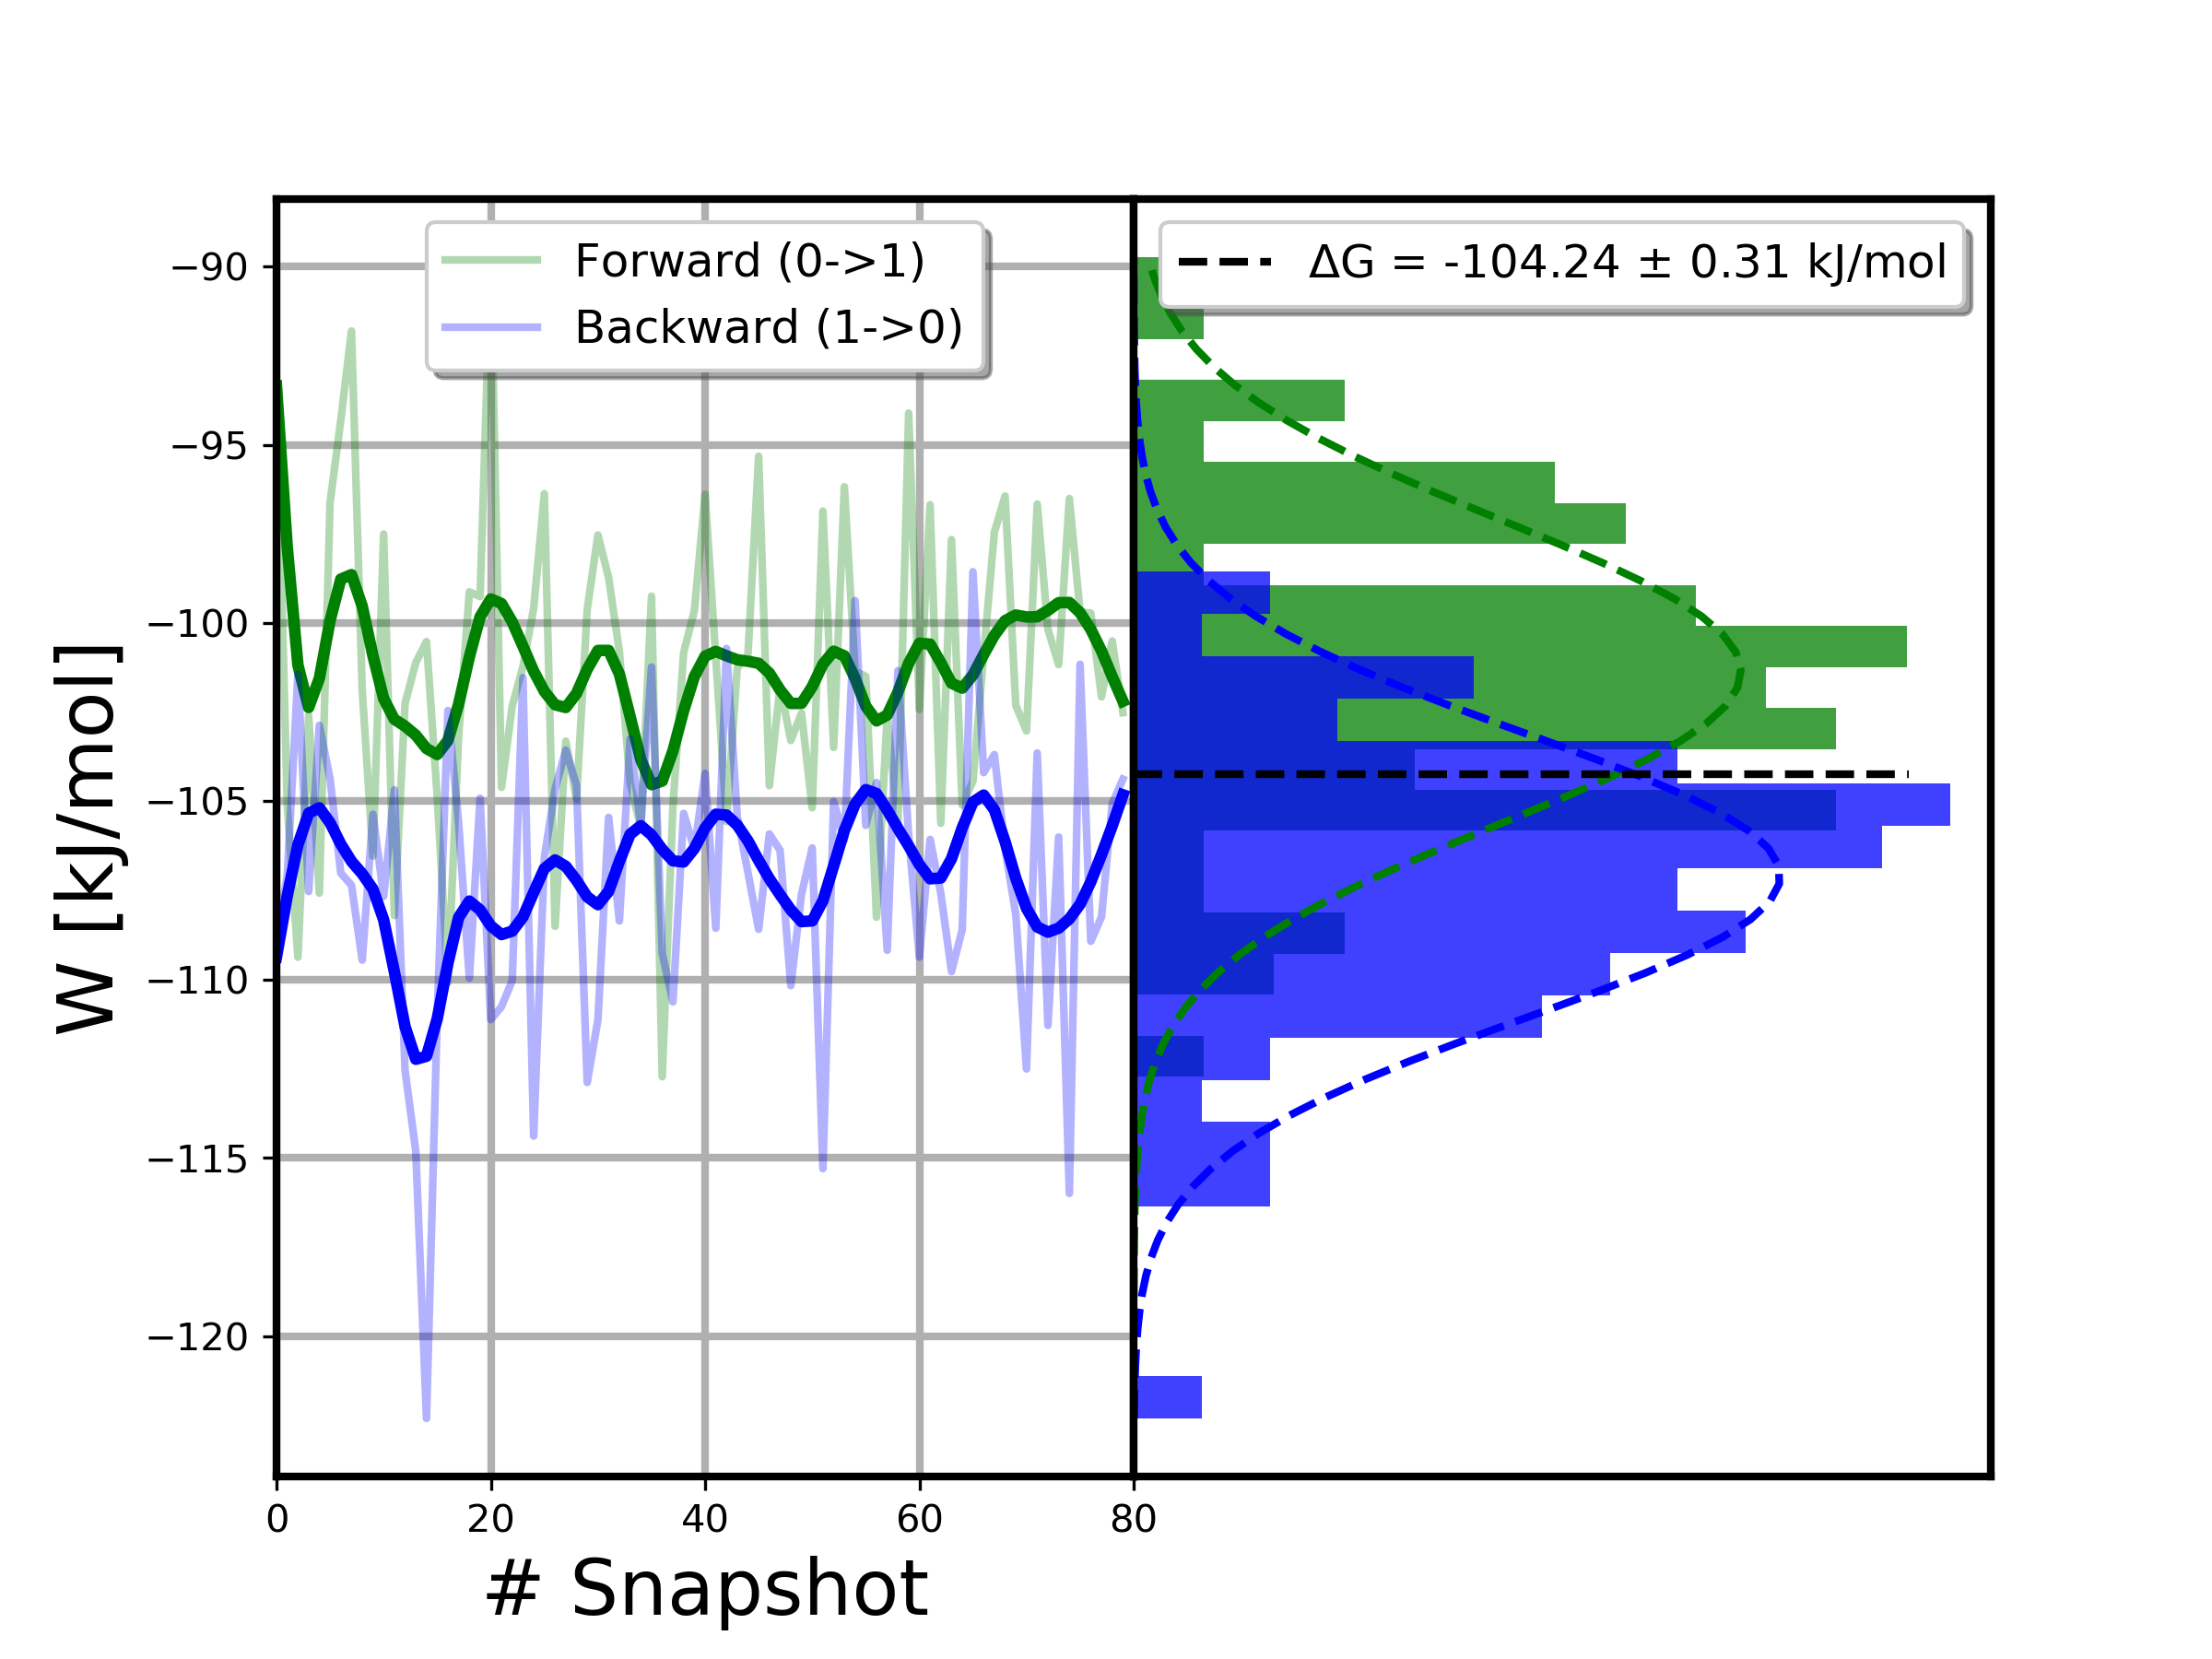 Forward (0->1)
Backward (1->0)
ΔG = -104.24 ± 0.31 kJ/mol
W [kJ/mol]
−90
−95
−100
−105
−110
−115
−120
0 20 40 60 80
# Snapshot